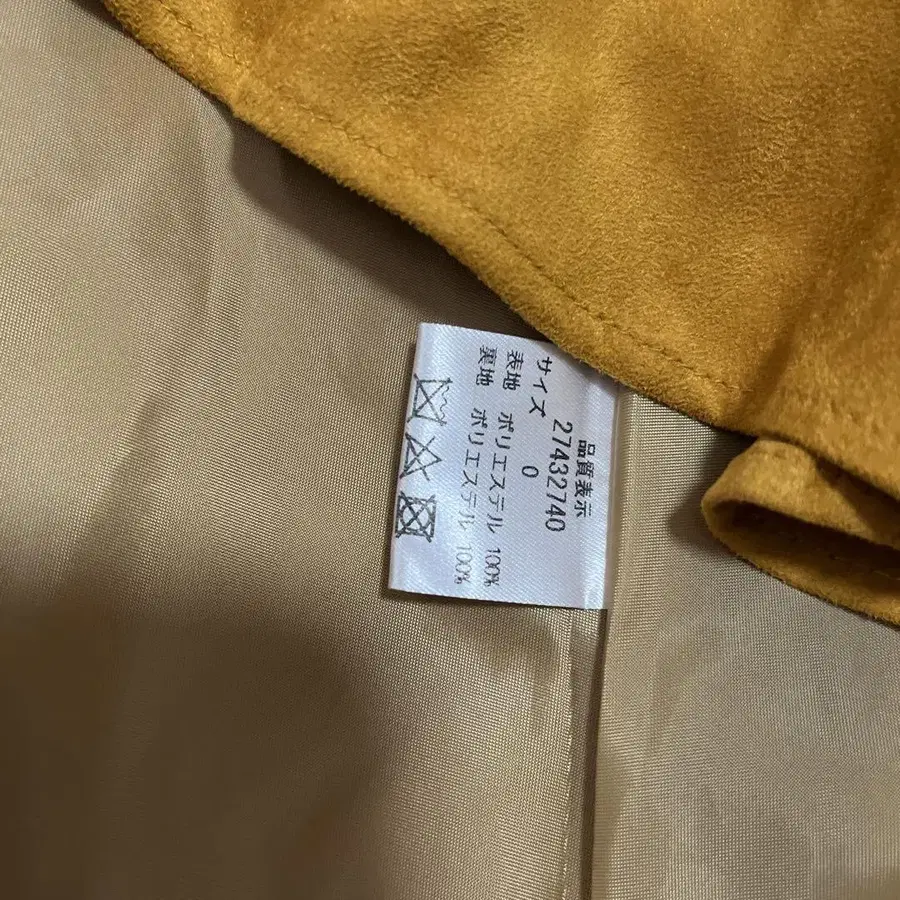 品質表示
27432740
サイズ 0
表地 ポリエステル 100%
裏地 ポリエステル 100%